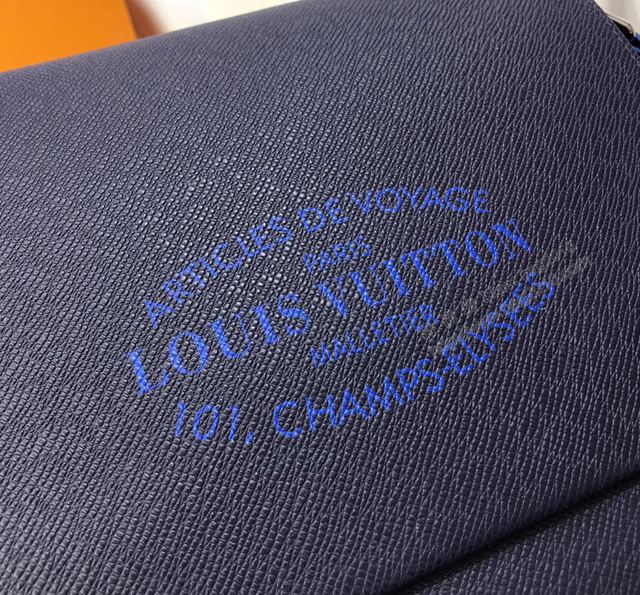 ARTICLES DE VOYAGE
PARIS
LOUIS VUITTON
MALLETIER
101, CHAMPS-ELYSEES